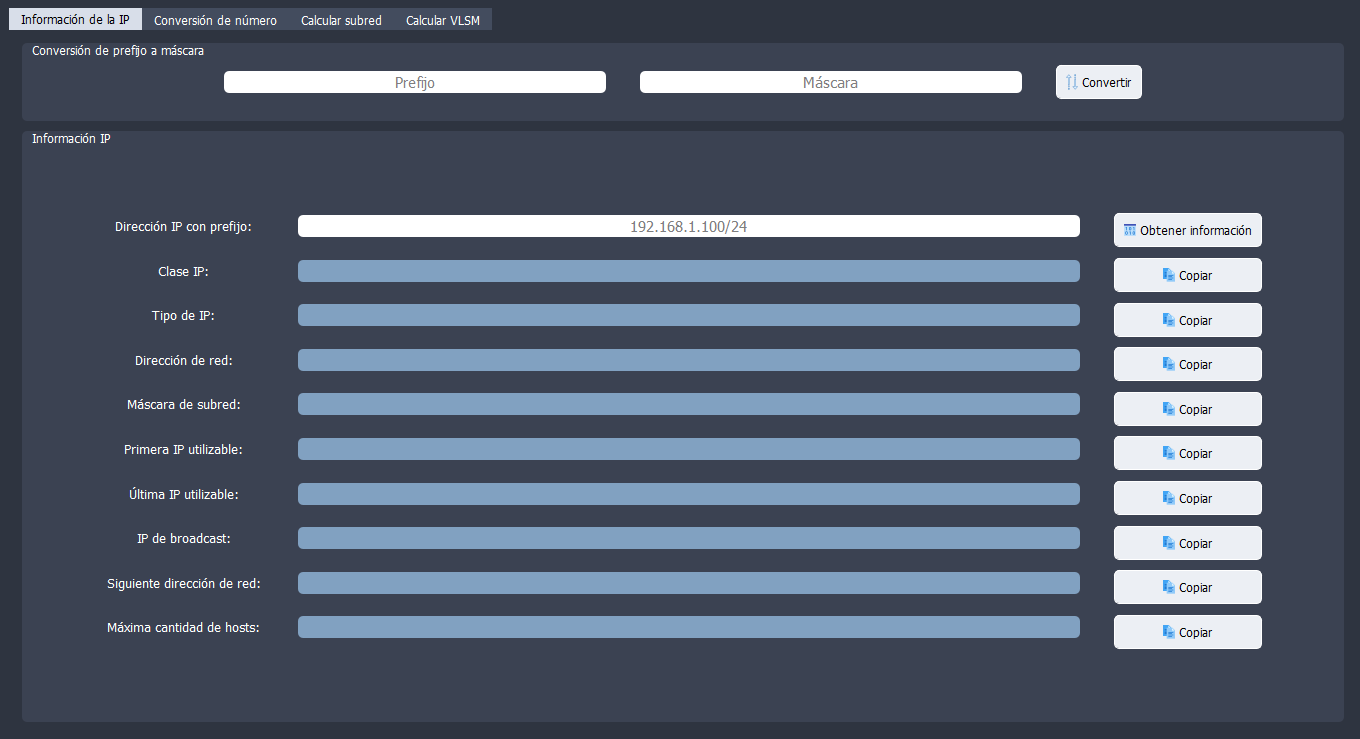 Información de la IP Conversión de número Calcular subred Calcular VLSM
Conversión de prefijo a máscara
Prefijo Máscara Convertir
Información IP
Dirección IP con prefijo: 192.168.1.100/24 Obtener información
Clase IP: Copiar
Tipo de IP: Copiar
Dirección de red: Copiar
Máscara de subred: Copiar
Primera IP utilizable: Copiar
Última IP utilizable: Copiar
IP de broadcast: Copiar
Siguiente dirección de red: Copiar
Máxima cantidad de hosts: Copiar